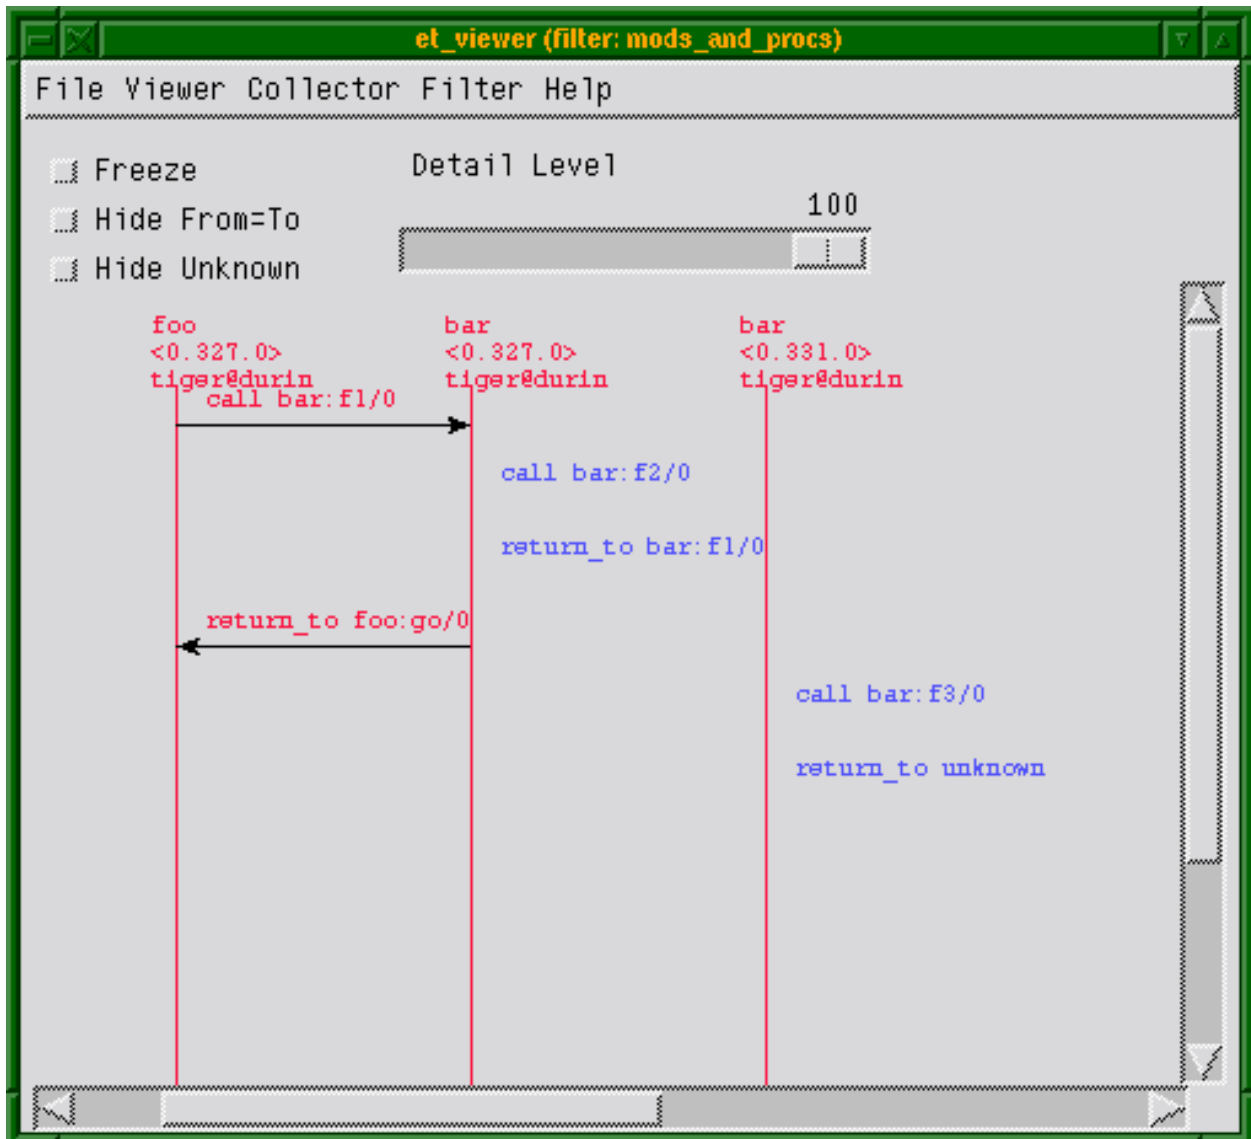 et_viewer (filter: mods_and_procs)
File Viewer Collector Filter Help
Freeze
Detail Level
Hide From=To
100
Hide Unknown
foo bar bar
<0.327.0> <0.327.0> <0.331.0>
tiger@durin tiger@durin tiger@durin
call bar:f1/0
call bar:f2/0
return_to bar:f1/0
return_to foo:go/0
call bar:f3/0
return_to unknown